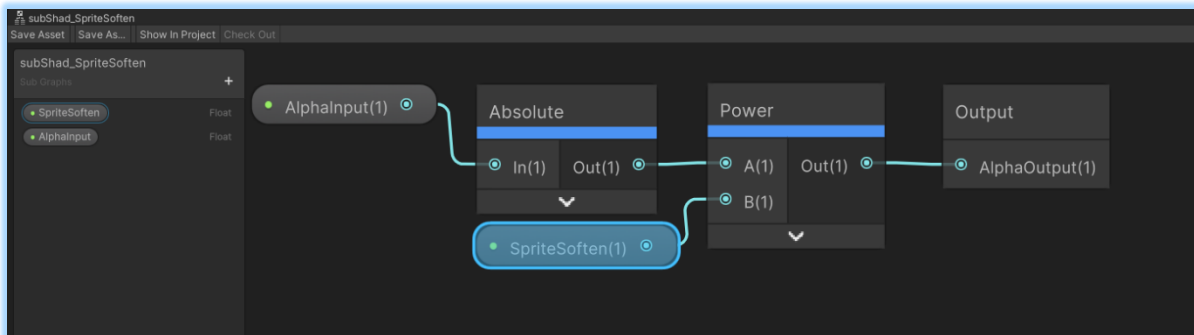 subShad_SpriteSoften
Save Asset Save As... Show In Project Check Out
subShad_SpriteSoften
Sub Graphs +
SpriteSoften Float
AlphaInput Float
AlphaInput(1)
Absolute
In(1) Out(1)
SpriteSoften(1)
Power
A(1) Out(1)
B(1)
Output
AlphaOutput(1)